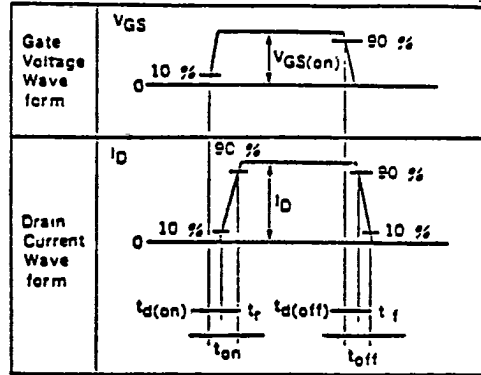 Gate
Voltage
Wave
form
VGS
10 %
90 %
VGS(on)
0
Drain
Current
Wave
form
ID
90 %
90 %
ID
10 %
10 %
0
td(on) tr td(off) tf
ton toff